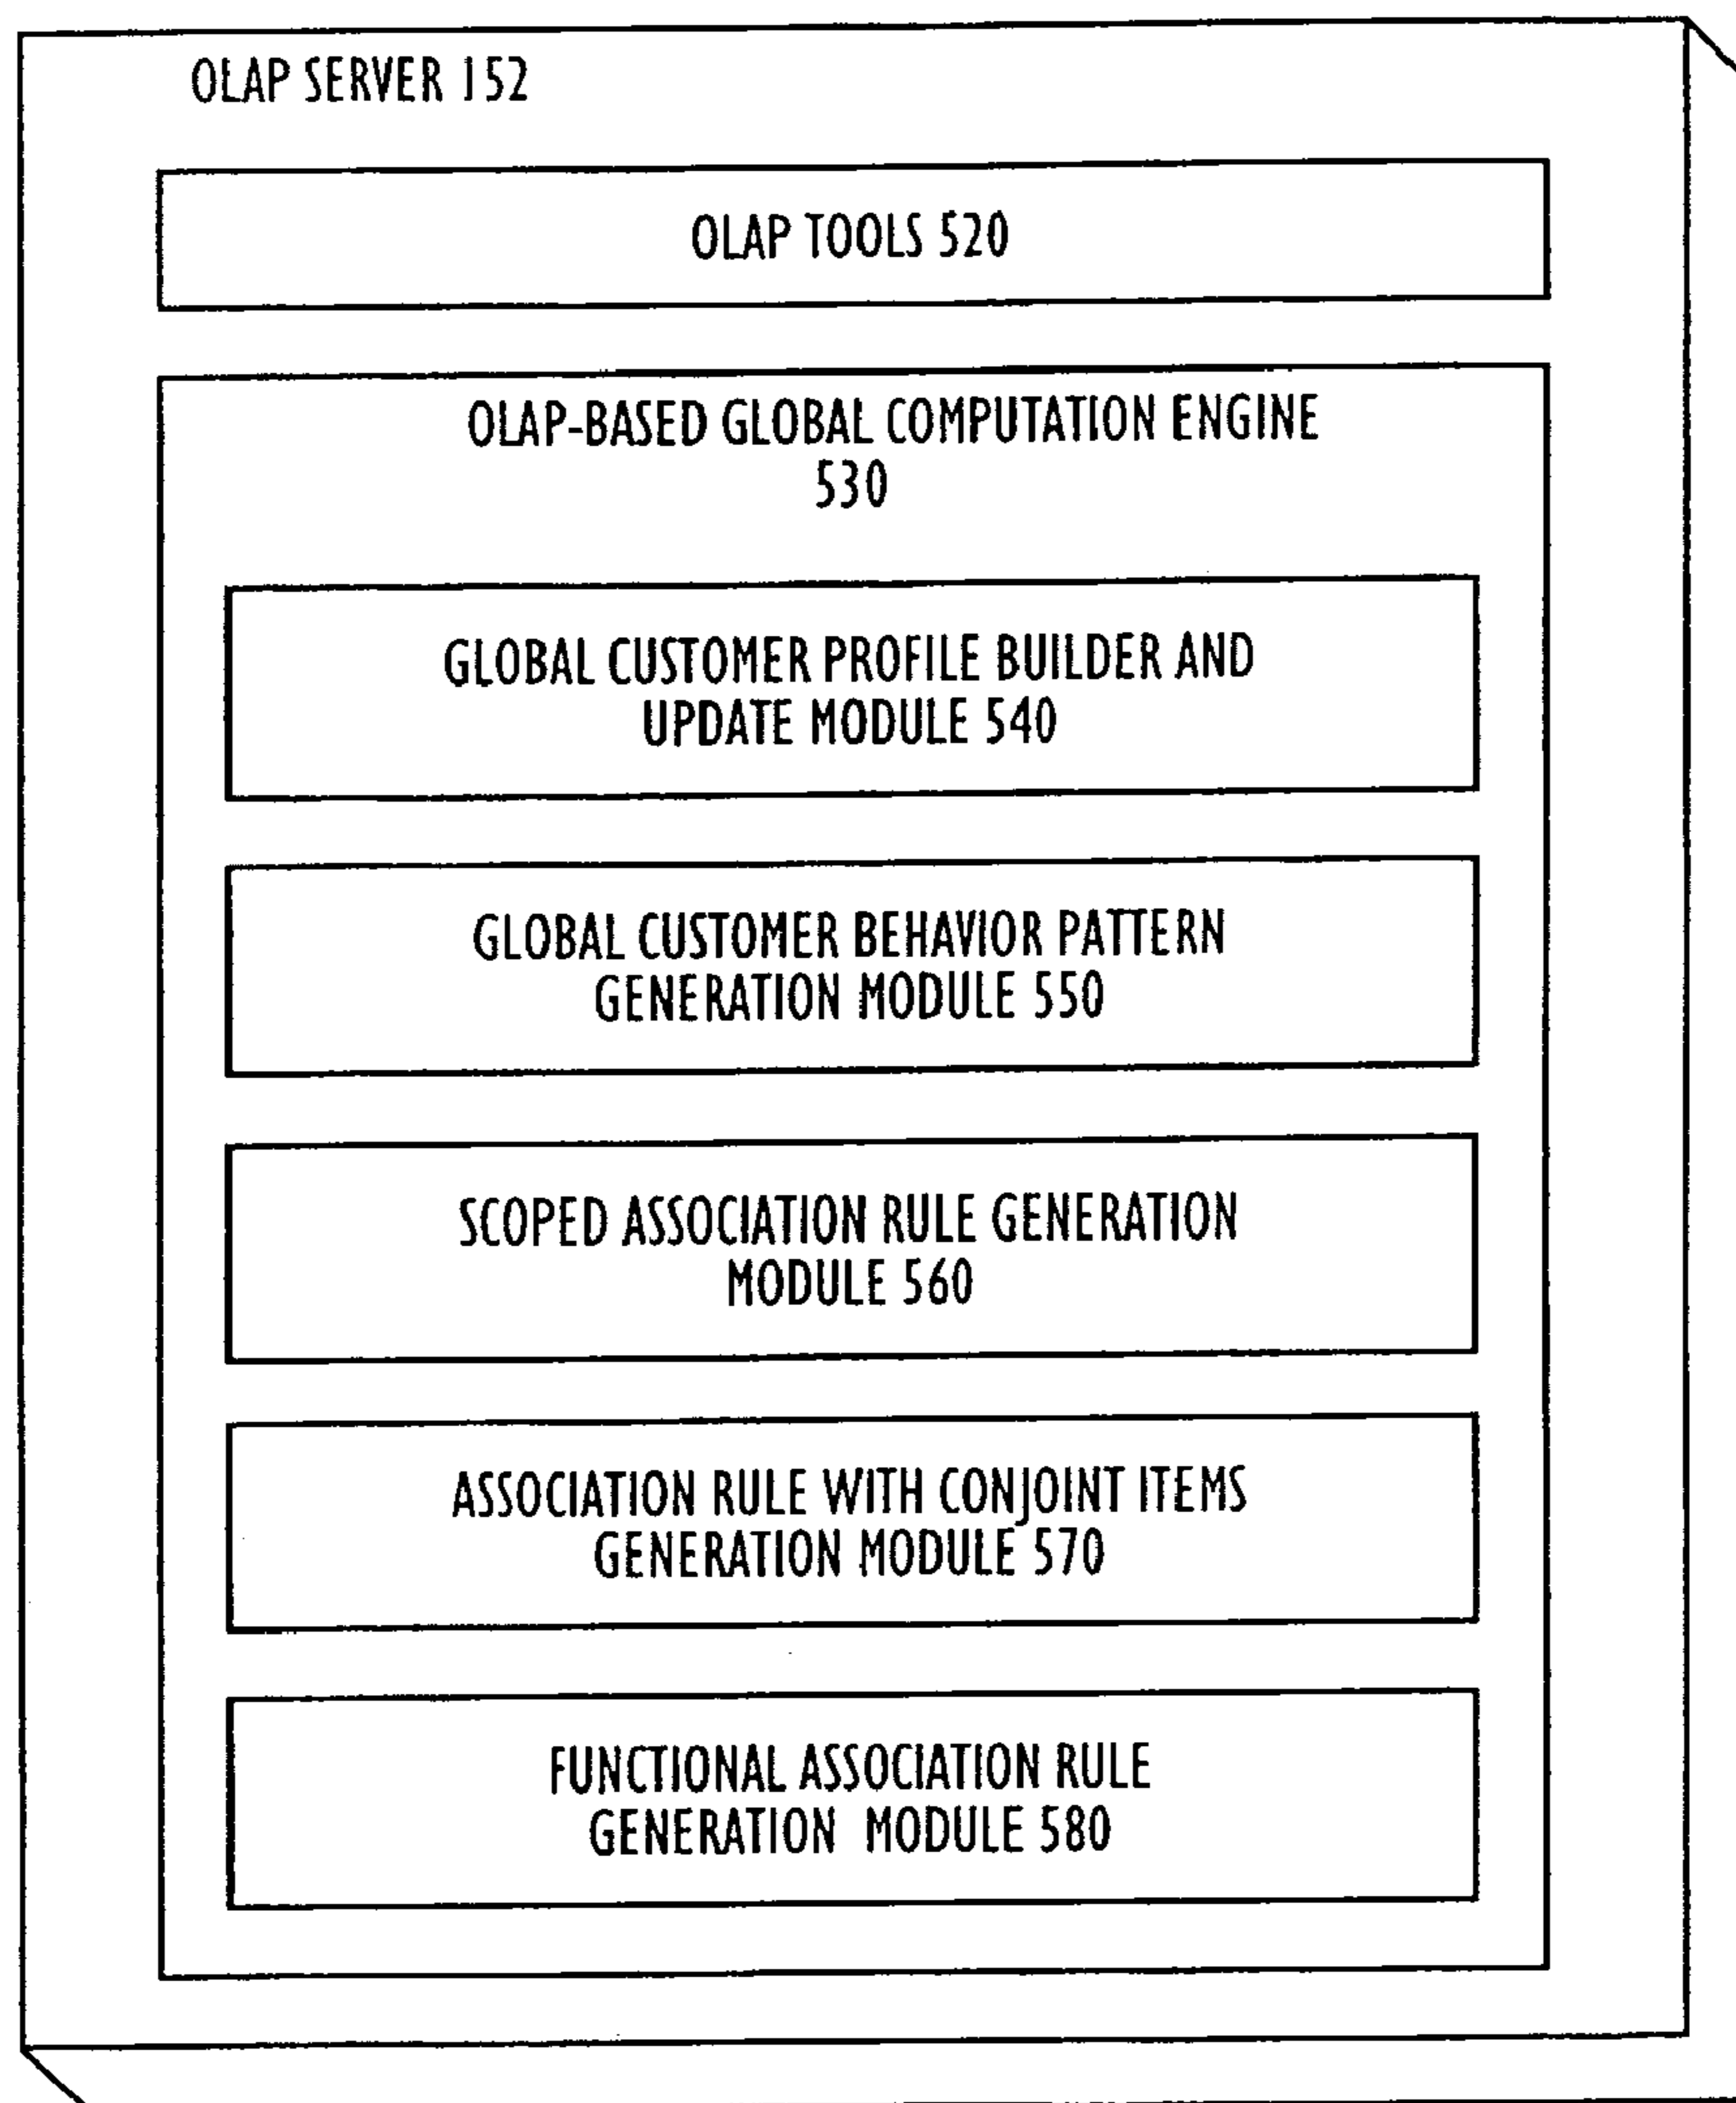 OLAP SERVER 152
OLAP TOOLS 520
OLAP-BASED GLOBAL COMPUTATION ENGINE
530
GLOBAL CUSTOMER PROFILE BUILDER AND
UPDATE MODULE 540
GLOBAL CUSTOMER BEHAVIOR PATTERN
GENERATION MODULE 550
SCOPED ASSOCIATION RULE GENERATION
MODULE 560
ASSOCIATION RULE WITH CONJOINT ITEMS
GENERATION MODULE 570
FUNCTIONAL ASSOCIATION RULE
GENERATION MODULE 580